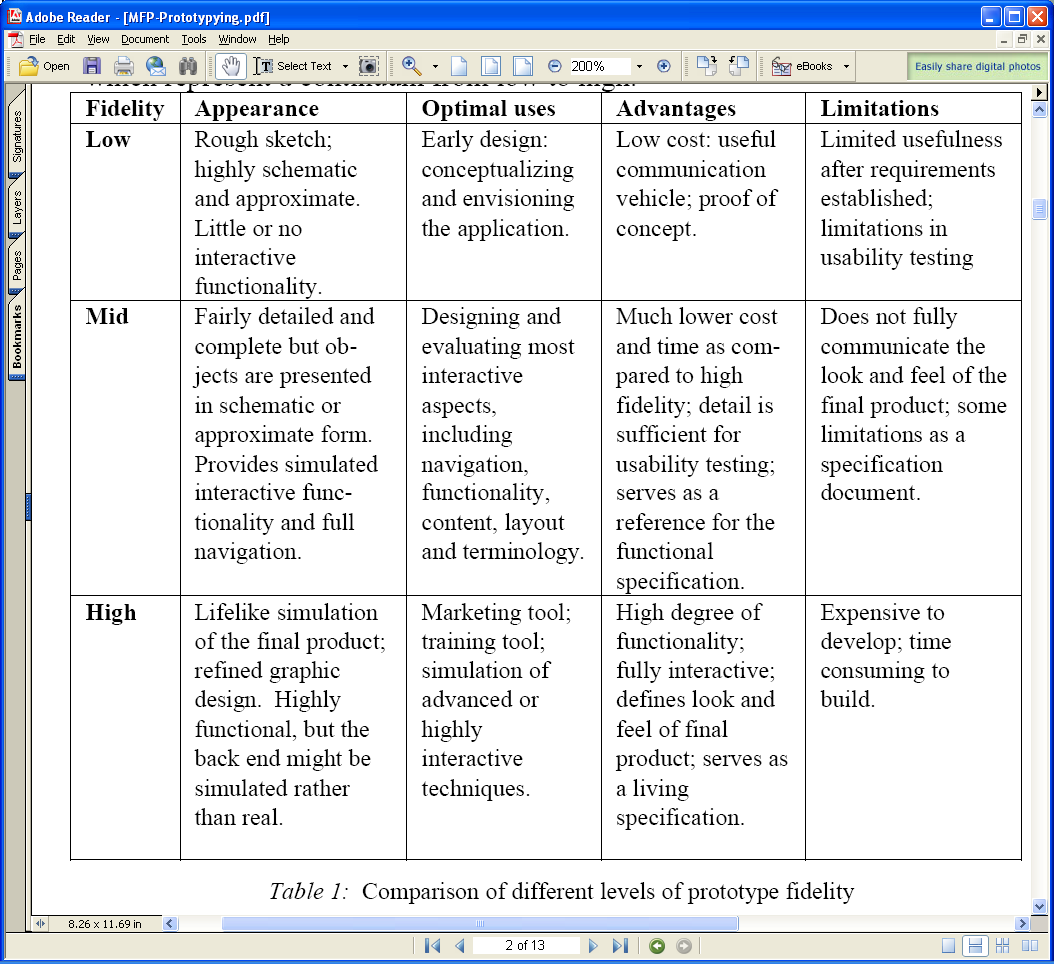 Adobe Reader - [MFP-Prototypying.pdf]
File Edit View Document Tools Window Help
Open Select Text 200% eBooks Easily share digital photos
Signatures
Layers
Pages
Bookmarks
which represent a continuum from low to high.
Fidelity Appearance Optimal uses Advantages Limitations
Low
Rough sketch;
highly schematic
and approximate.
Little or no
interactive
functionality.
Early design:
conceptualizing
and envisioning
the application.
Low cost: useful
communication
vehicle; proof of
concept.
Limited usefulness
after requirements
established;
limitations in
usability testing
Mid
Fairly detailed and
complete but ob-
jects are presented
in schematic or
approximate form.
Provides simulated
interactive func-
tionality and full
navigation.
Designing and
evaluating most
interactive
aspects,
including
navigation,
functionality,
content, layout
and terminology.
Much lower cost
and time as com-
pared to high
fidelity; detail is
sufficient for
usability testing;
serves as a
reference for the
functional
specification.
Does not fully
communicate the
look and feel of the
final product; some
limitations as a
specification
document.
High
Lifelike simulation
of the final product;
refined graphic
design. Highly
functional, but the
back end might be
simulated rather
than real.
Marketing tool;
training tool;
simulation of
advanced or
highly
interactive
techniques.
High degree of
functionality;
fully interactive;
defines look and
feel of final
product; serves as
a living
specification.
Expensive to
develop; time
consuming to
build.
Table 1: Comparison of different levels of prototype fidelity
8.26 x 11.69 in
2 of 13